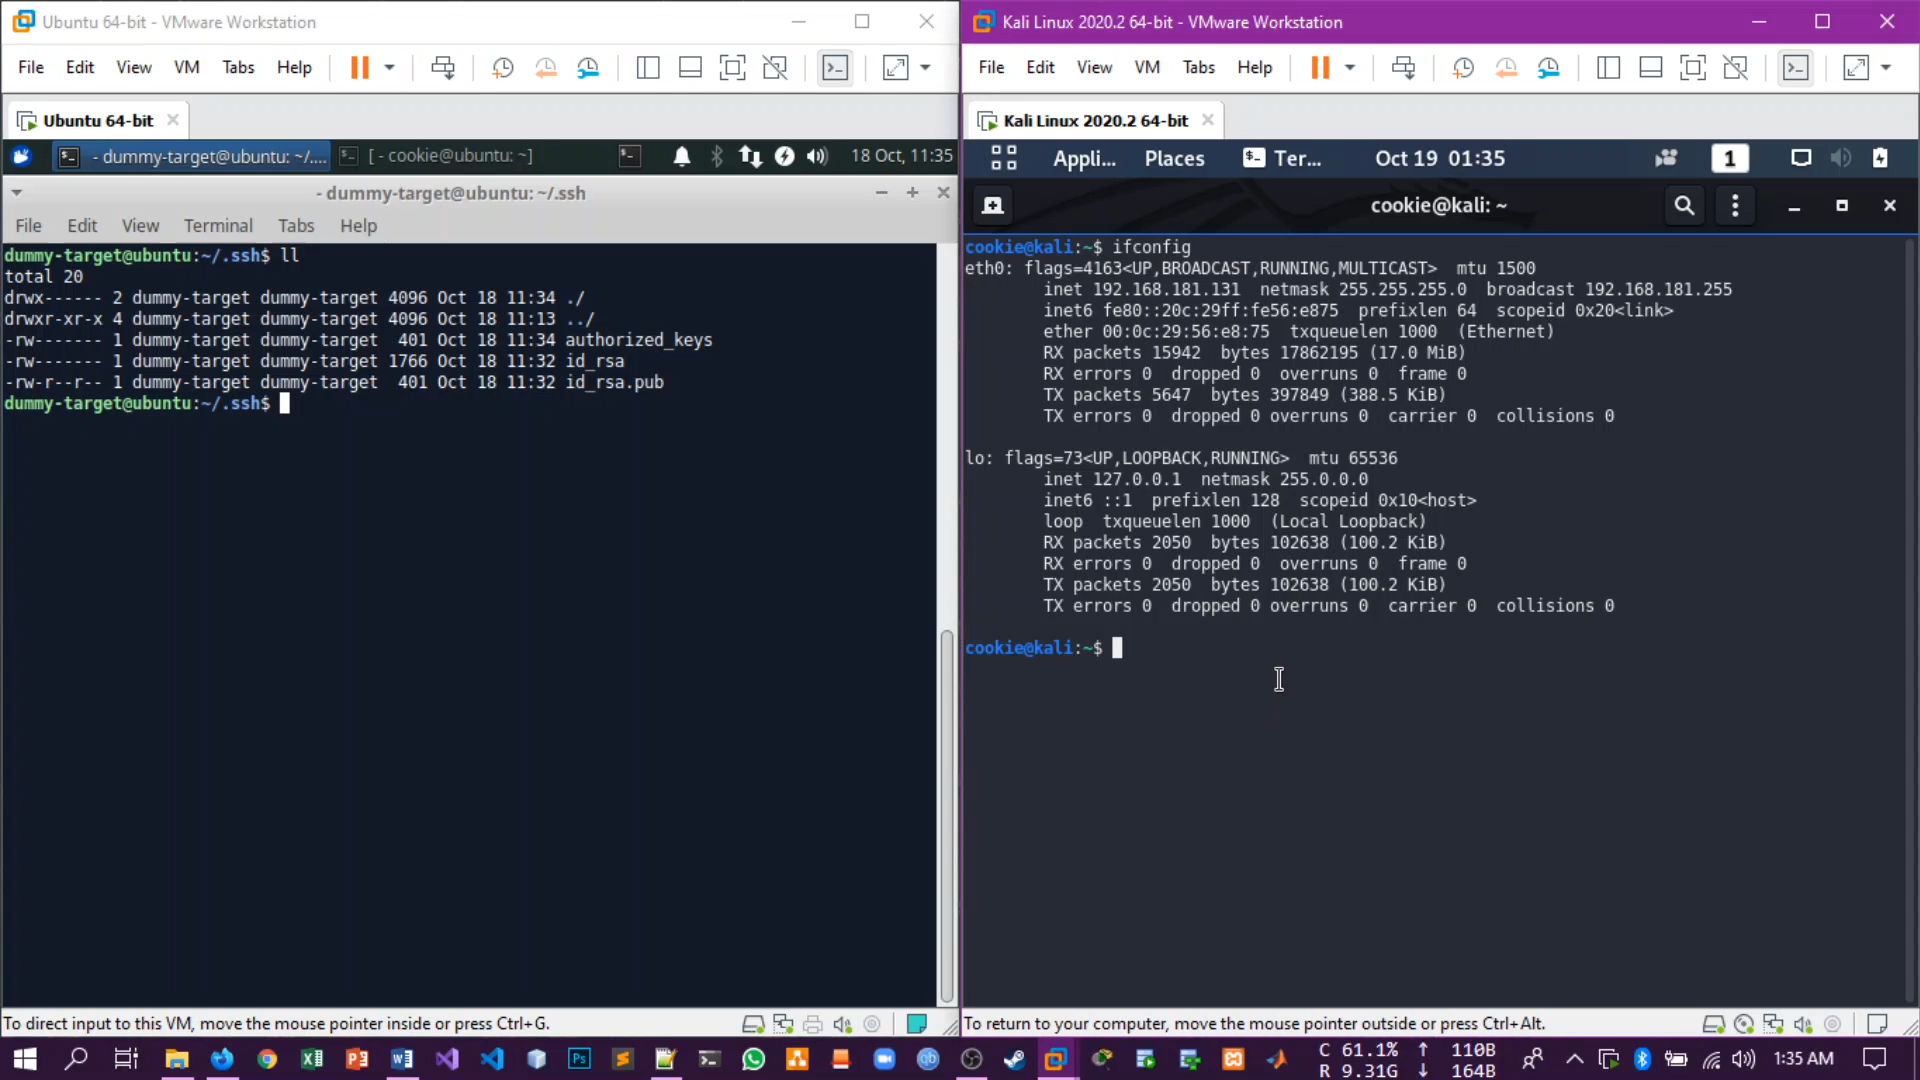 Ubuntu 64-bit - VMware Workstation
File Edit View VM Tabs Help
Ubuntu 64-bit
- dummy-target@ubuntu: ~/.... [ - cookie@ubuntu: ~] 18 Oct, 11:35
- dummy-target@ubuntu: ~/.ssh
File Edit View Terminal Tabs Help
dummy-target@ubuntu:~/.ssh$ ll
total 20
drwx------ 2 dummy-target dummy-target 4096 Oct 18 11:34 ./
drwxr-xr-x 4 dummy-target dummy-target 4096 Oct 18 11:13 ../
-rw------- 1 dummy-target dummy-target  401 Oct 18 11:34 authorized_keys
-rw------- 1 dummy-target dummy-target 1766 Oct 18 11:32 id_rsa
-rw-r--r-- 1 dummy-target dummy-target  401 Oct 18 11:32 id_rsa.pub
dummy-target@ubuntu:~/.ssh$
To direct input to this VM, move the mouse pointer inside or press Ctrl+G.
Kali Linux 2020.2 64-bit - VMware Workstation
File Edit View VM Tabs Help
Kali Linux 2020.2 64-bit
Appli... Places Ter... Oct 19 01:35 1
cookie@kali: ~
cookie@kali:~$ ifconfig
eth0: flags=4163<UP,BROADCAST,RUNNING,MULTICAST>  mtu 1500
inet 192.168.181.131  netmask 255.255.255.0  broadcast 192.168.181.255
inet6 fe80::20c:29ff:fe56:e875  prefixlen 64  scopeid 0x20<link>
ether 00:0c:29:56:e8:75  txqueuelen 1000  (Ethernet)
RX packets 15942  bytes 17862195 (17.0 MiB)
RX errors 0  dropped 0  overruns 0  frame 0
TX packets 5647  bytes 397849 (388.5 KiB)
TX errors 0  dropped 0 overruns 0  carrier 0  collisions 0
lo: flags=73<UP,LOOPBACK,RUNNING>  mtu 65536
inet 127.0.0.1  netmask 255.0.0.0
inet6 ::1  prefixlen 128  scopeid 0x10<host>
loop  txqueuelen 1000  (Local Loopback)
RX packets 2050  bytes 102638 (100.2 KiB)
RX errors 0  dropped 0  overruns 0  frame 0
TX packets 2050  bytes 102638 (100.2 KiB)
TX errors 0  dropped 0 overruns 0  carrier 0  collisions 0
cookie@kali:~$
To return to your computer, move the mouse pointer outside or press Ctrl+Alt.
C 61.1% ↑ 110B
R 9.31G ↓ 164B
1:35 AM